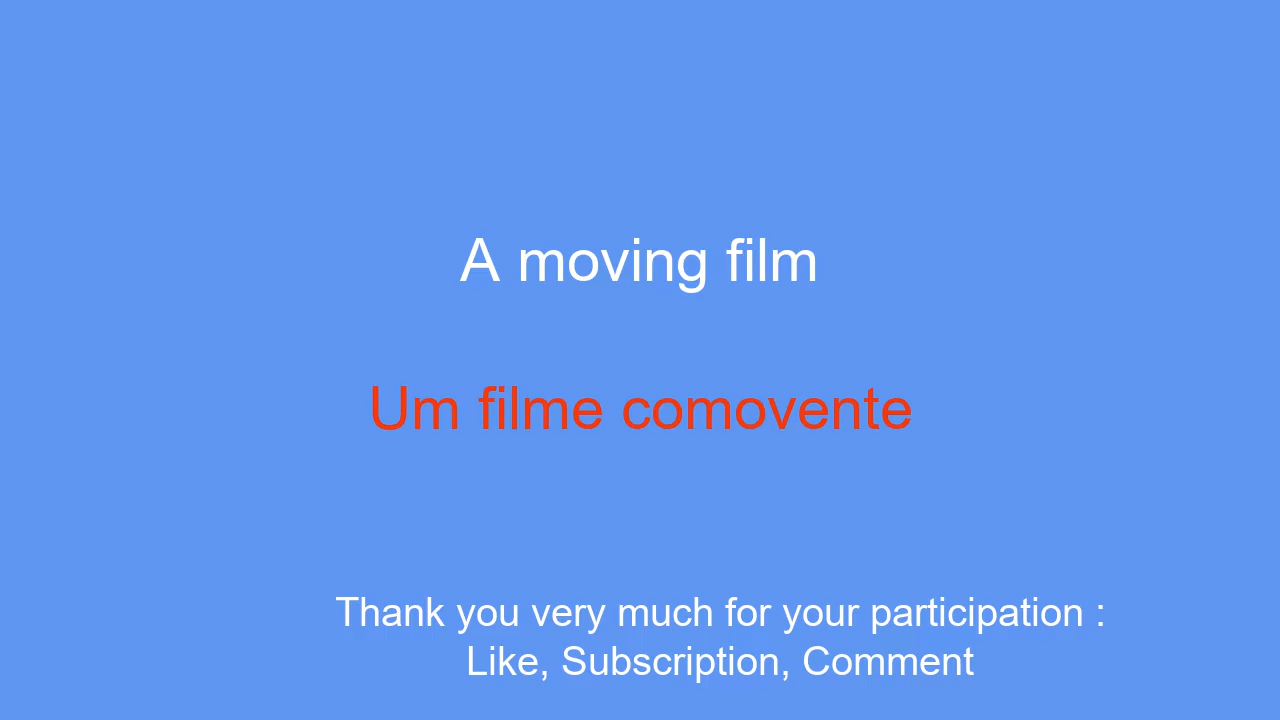 A moving film
Um filme comovente
Thank you very much for your participation :
Like, Subscription, Comment